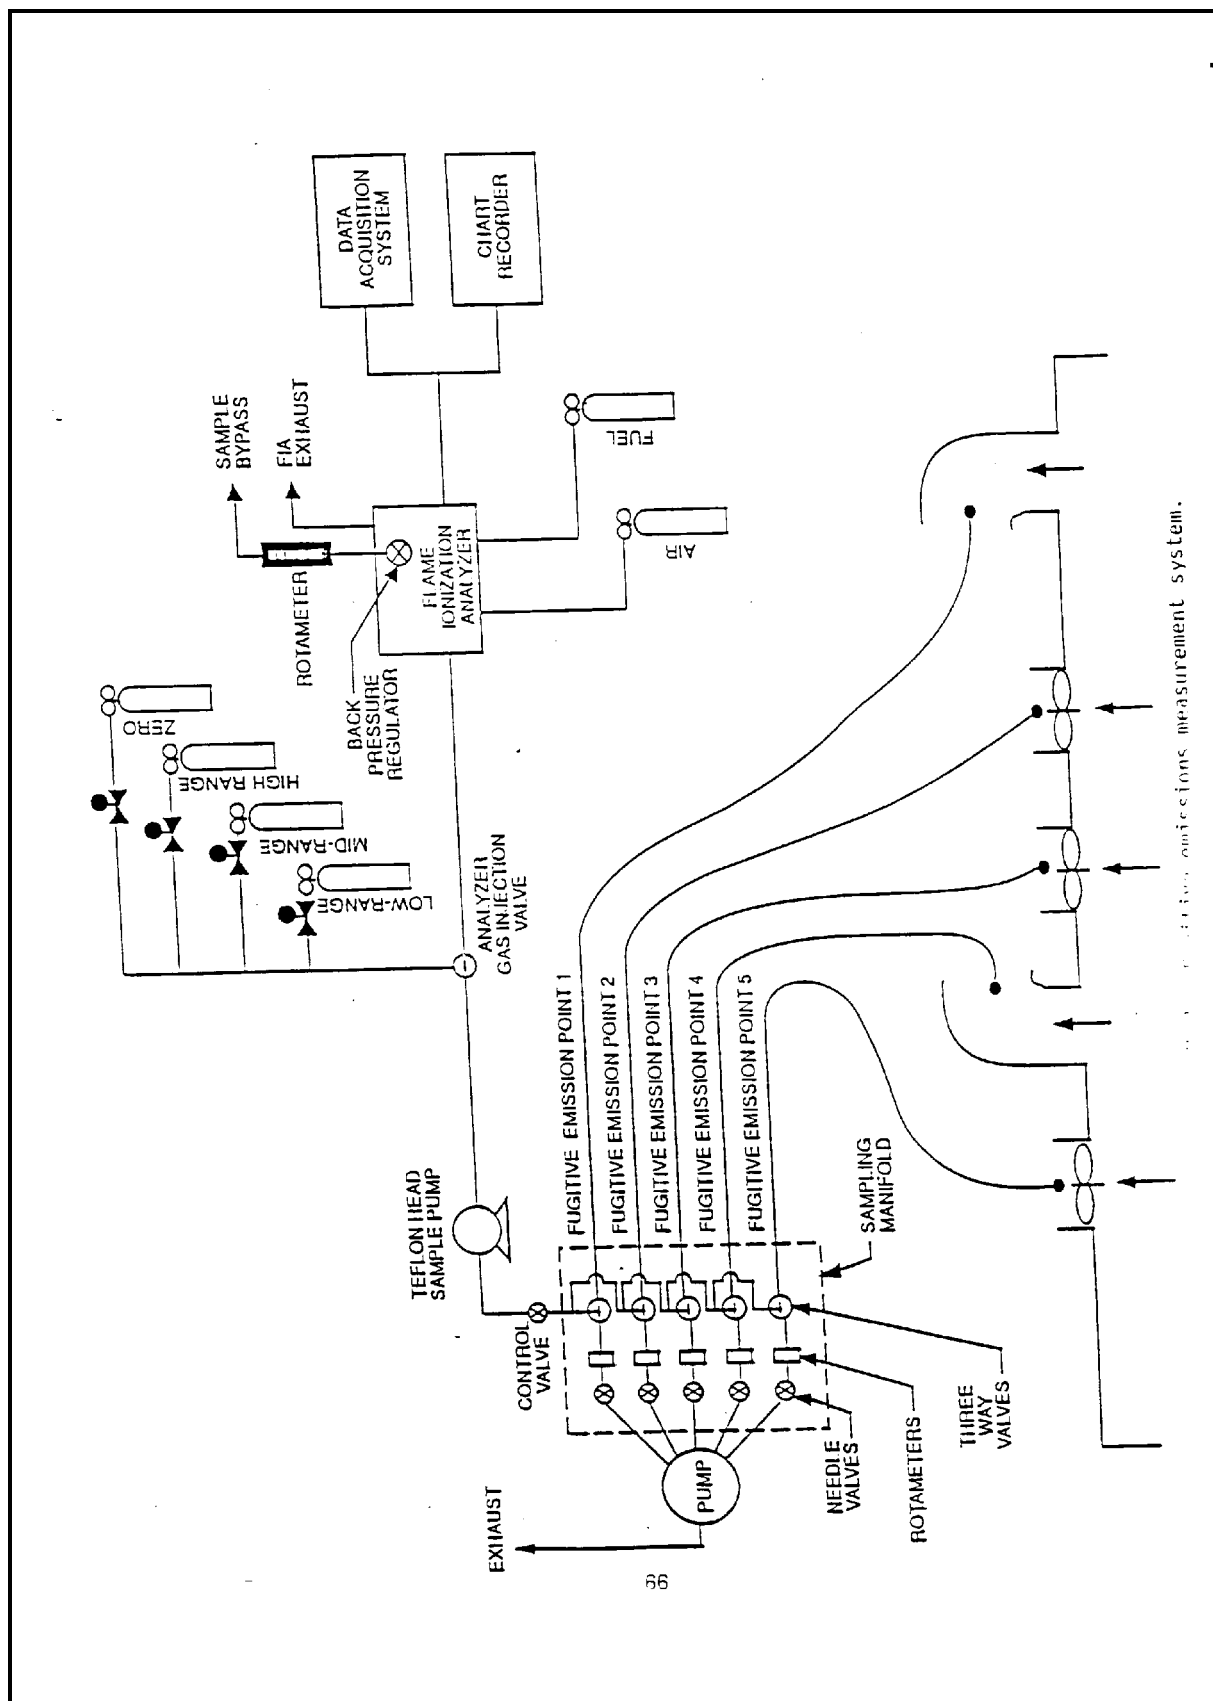 DATA
ACQUISITION
SYSTEM
CHART
RECORDER
SAMPLE
BYPASS
FIA
EXHAUST
ROTAMETER
FLAME
IONIZATION
ANALYZER
BACK
PRESSURE
REGULATOR
FUEL
AIR
ZERO
HIGH RANGE
MID-RANGE
LOW-RANGE
ANALYZER
GAS INJECTION
VALVE
TEFLON HEAD
SAMPLE PUMP
CONTROL
VALVE
FUGITIVE EMISSION POINT 1
FUGITIVE EMISSION POINT 2
FUGITIVE EMISSION POINT 3
FUGITIVE EMISSION POINT 4
FUGITIVE EMISSION POINT 5
SAMPLING
MANIFOLD
EXHAUST
PUMP
NEEDLE
VALVES
ROTAMETERS
THREE
WAY
VALVES
emissions measurement system.
66